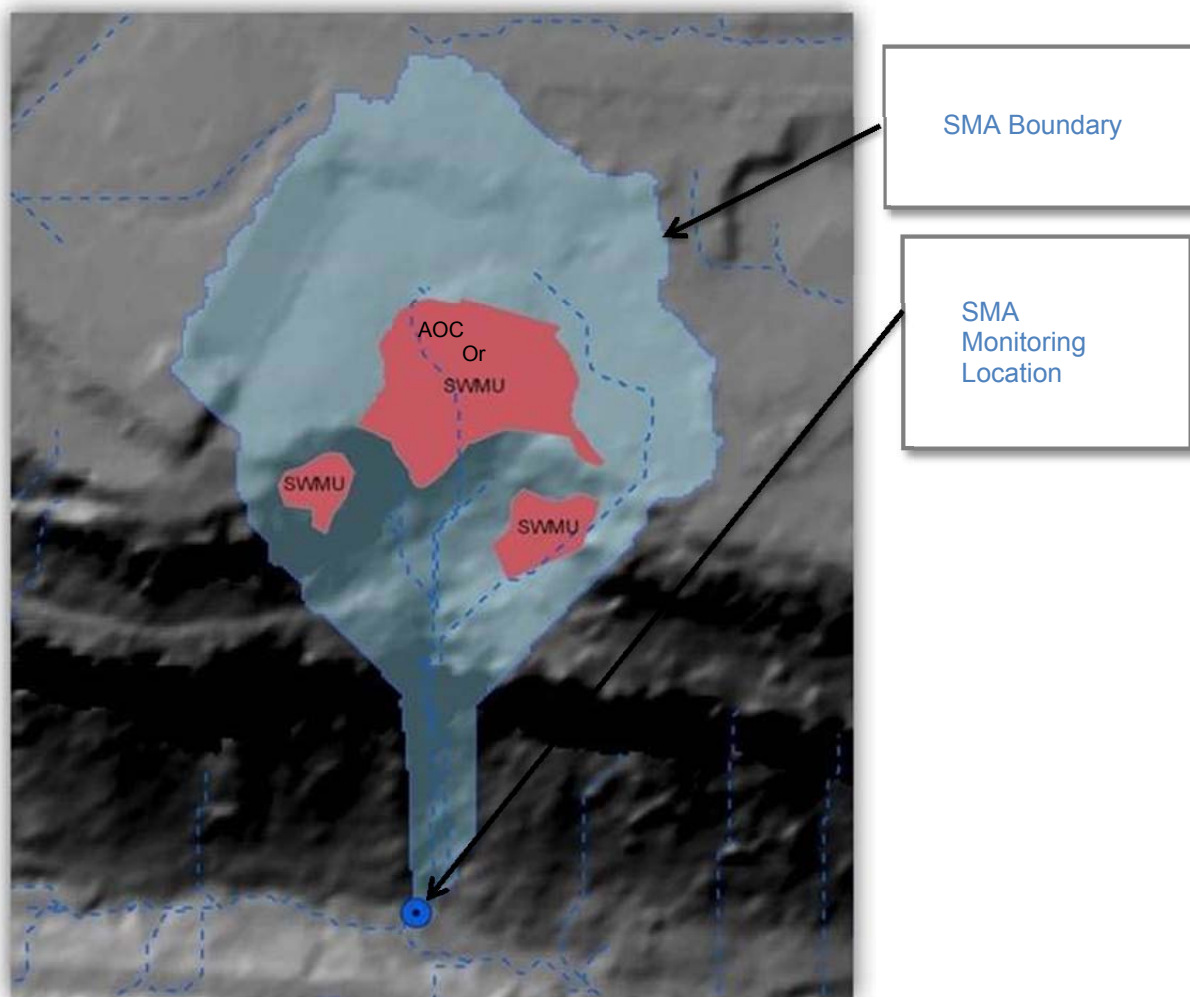 SMA Boundary
SMA
Monitoring
Location
AOC
Or
SWMU
SWMU
SWMU